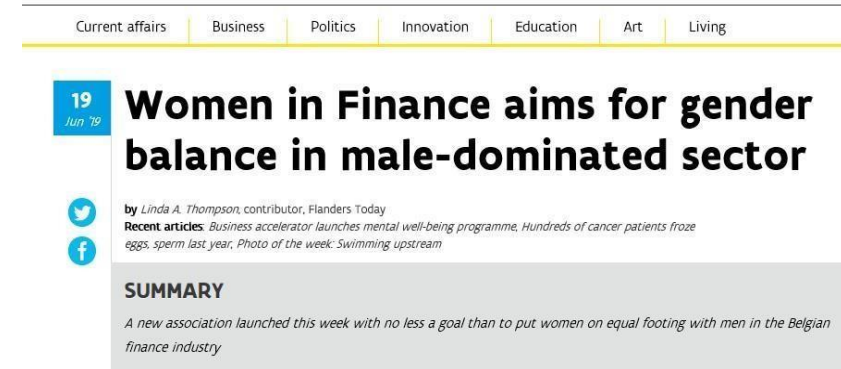 Current affairs Business Politics Innovation Education Art Living
19
Jun '19
Women in Finance aims for gender
balance in male-dominated sector
by Linda A. Thompson, contributor, Flanders Today
Recent articles: Business accelerator launches mental well-being programme, Hundreds of cancer patients froze
eggs, sperm last year, Photo of the week: Swimming upstream
SUMMARY
A new association launched this week with no less a goal than to put women on equal footing with men in the Belgian
finance industry